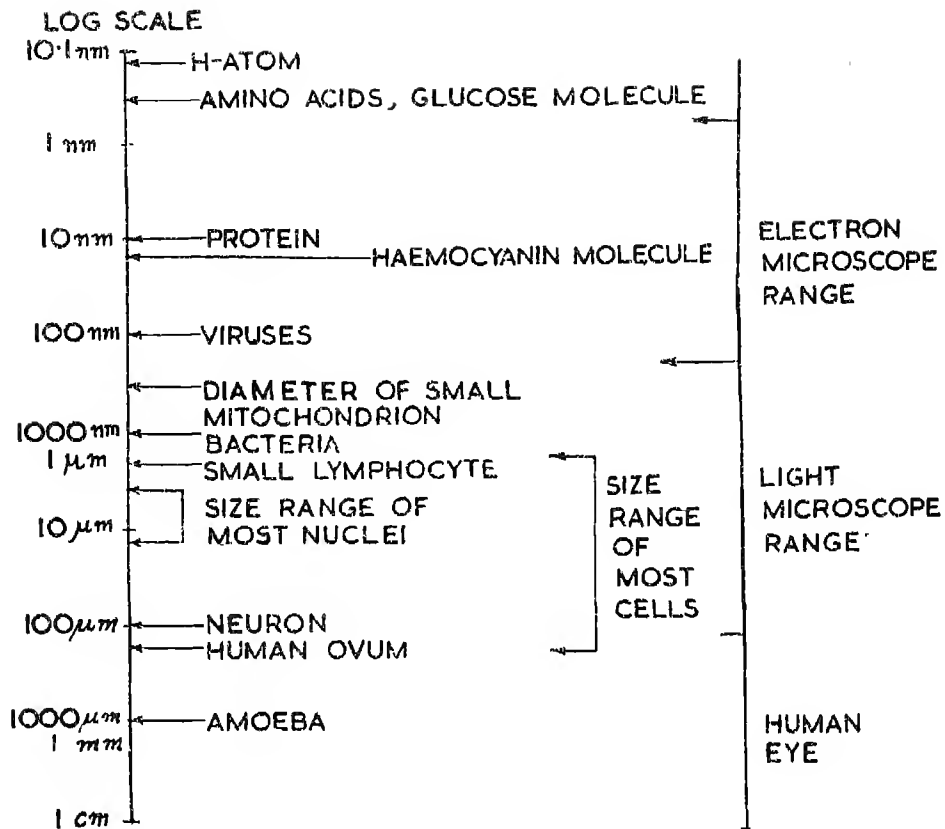 LOG SCALE
10·1nm
H-ATOM
AMINO ACIDS, GLUCOSE MOLECULE
1 nm
10nm
PROTEIN
HAEMOCYANIN MOLECULE
ELECTRON
MICROSCOPE
RANGE
100nm
VIRUSES
DIAMETER OF SMALL
MITOCHONDRION
1000nm
BACTERIA
1 μm
SMALL LYMPHOCYTE
SIZE RANGE OF
MOST NUCLEI
10μm
SIZE
RANGE
OF
MOST
CELLS
LIGHT
MICROSCOPE
RANGE
100μm
NEURON
HUMAN OVUM
1000μm
AMOEBA
1 mm
HUMAN
EYE
1 cm